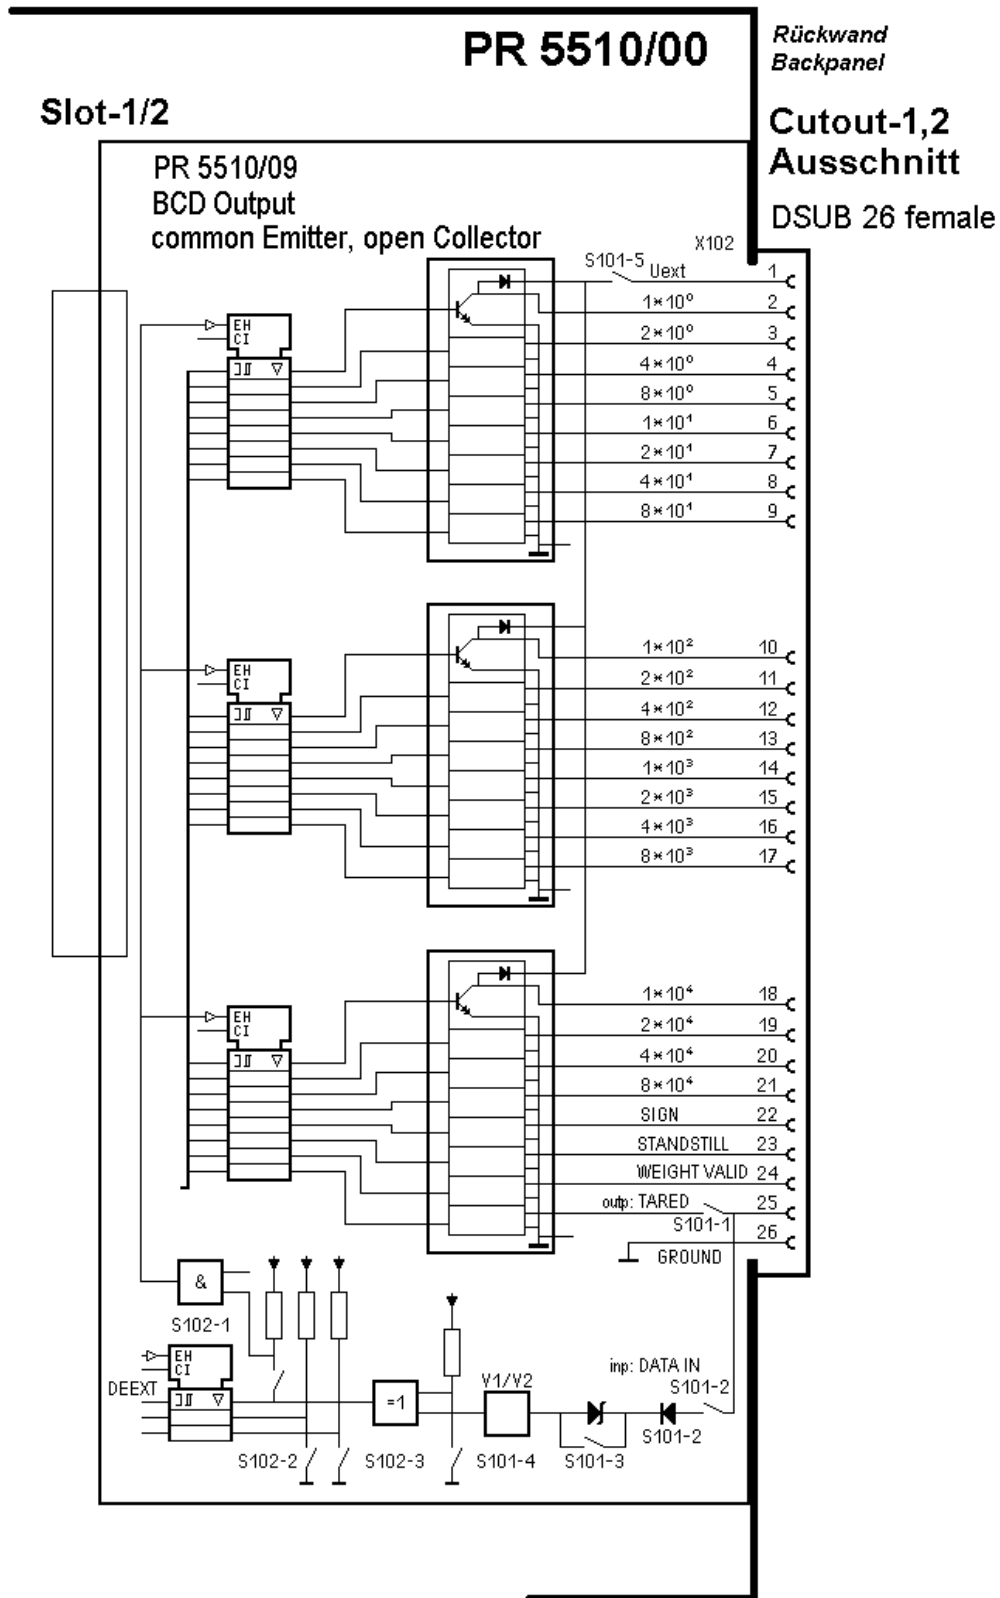 PR 5510/00
Rückwand
Backpanel
Slot-1/2
Cutout-1,2
Ausschnitt
DSUB 26 female
PR 5510/09
BCD Output
common Emitter, open Collector
X102
S101-5
Uext 1
1*10⁰ 2
2*10⁰ 3
4*10⁰ 4
8*10⁰ 5
1*10¹ 6
2*10¹ 7
4*10¹ 8
8*10¹ 9
EH
CI
1*10² 10
2*10² 11
4*10² 12
8*10² 13
1*10³ 14
2*10³ 15
4*10³ 16
8*10³ 17
EH
CI
1*10⁴ 18
2*10⁴ 19
4*10⁴ 20
8*10⁴ 21
SIGN 22
STANDSTILL 23
WEIGHT VALID 24
outp: TARED 25
S101-1
26
GROUND
EH
CI
&
S102-1
EH
CI
DEEXT
=1
V1/V2
inp: DATA IN
S101-2
S101-2
S102-2
S102-3
S101-4
S101-3